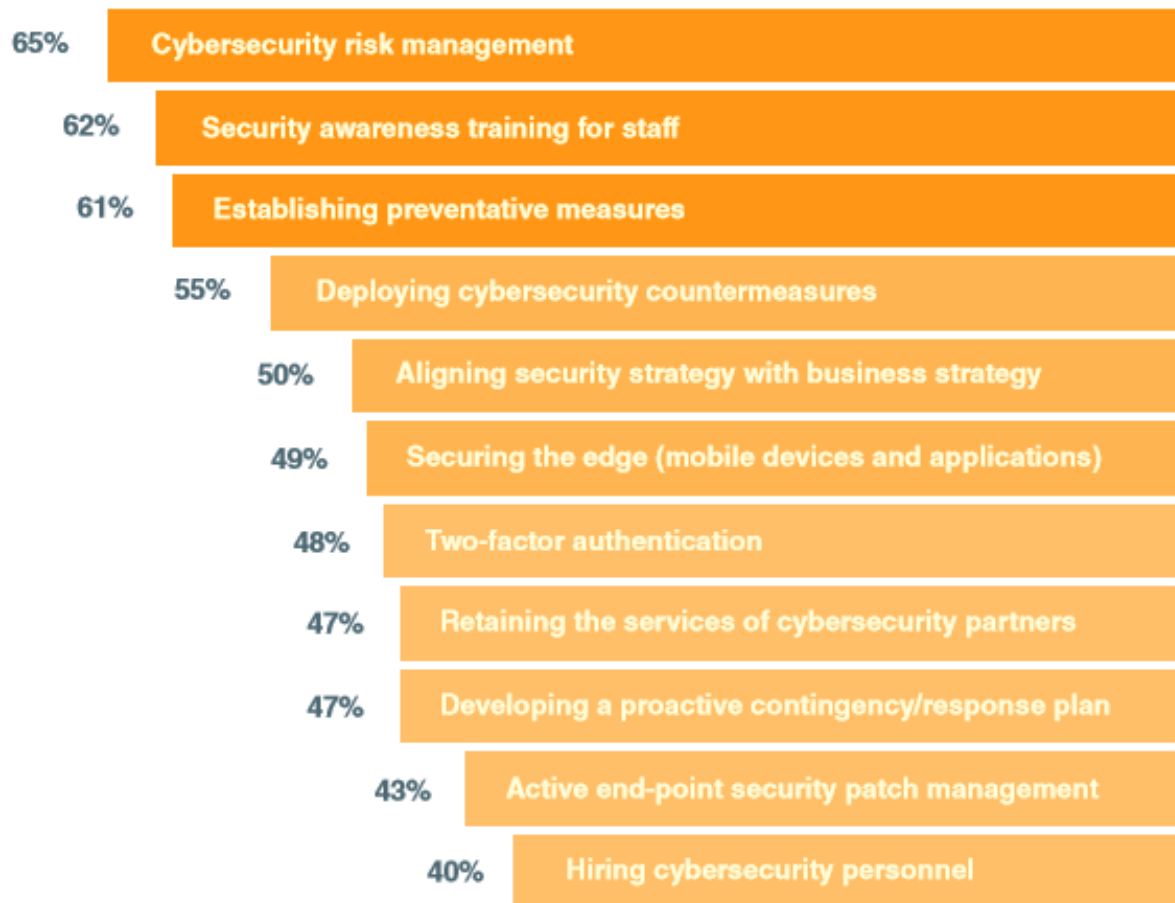 65% Cybersecurity risk management
62% Security awareness training for staff
61% Establishing preventative measures
55% Deploying cybersecurity countermeasures
50% Aligning security strategy with business strategy
49% Securing the edge (mobile devices and applications)
48% Two-factor authentication
47% Retaining the services of cybersecurity partners
47% Developing a proactive contingency/response plan
43% Active end-point security patch management
40% Hiring cybersecurity personnel